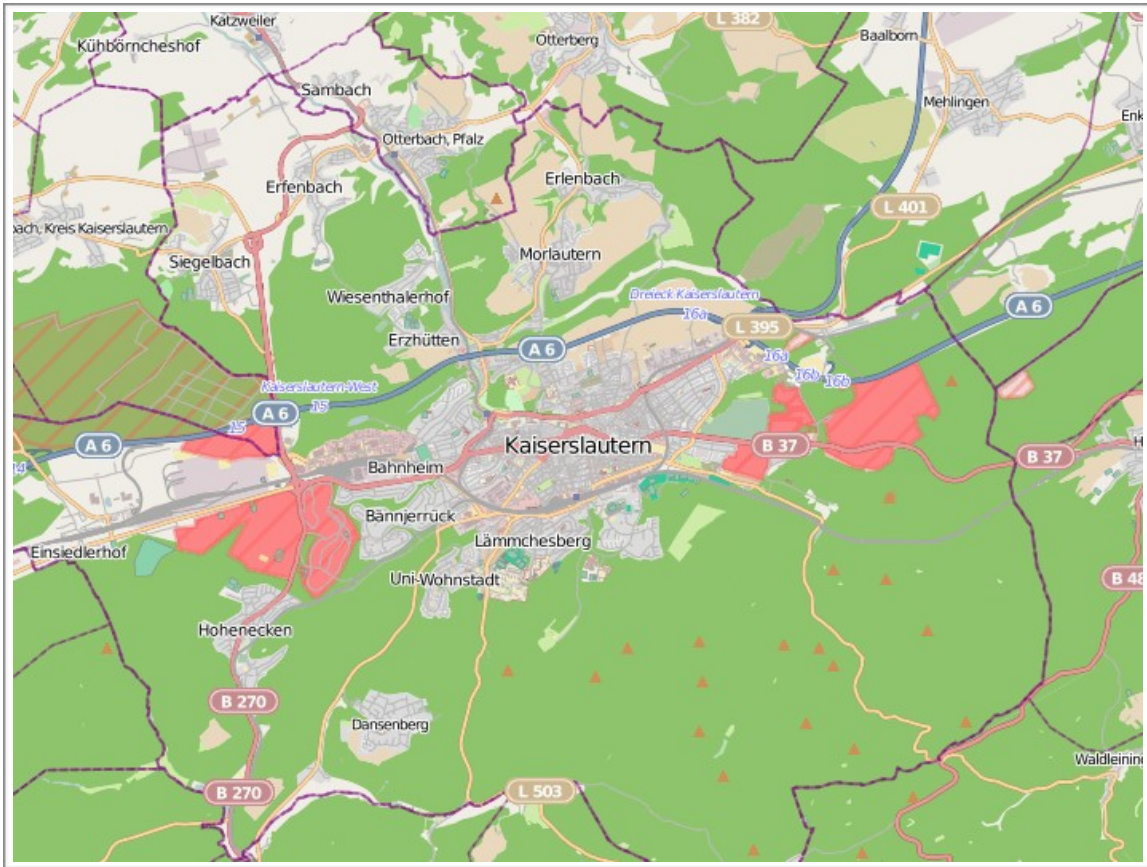 Katzweiler
L 382
Kühbörncheshof
Otterberg
Baalborn
Sambach
Mehlingen
Enk
Otterbach, Pfalz
Erfenbach
Erlenbach
L 401
bach, Kreis Kaiserslautern
Morlautern
Siegelbach
Wiesenthalerhof
Dreieck Kaiserslautern
A 6
16a
L 395
Erzhütten
A 6
16a
16b
16b
Kaiserslautern-West
15
A 6
15
A 6
Kaiserslautern
B 37
B 37
H
14
Bahnheim
Bännjerrück
Einsiedlerhof
Lämmchesberg
Uni-Wohnstadt
B 48
Hohenecken
B 270
Dansenberg
Waldleining
B 270
L 503